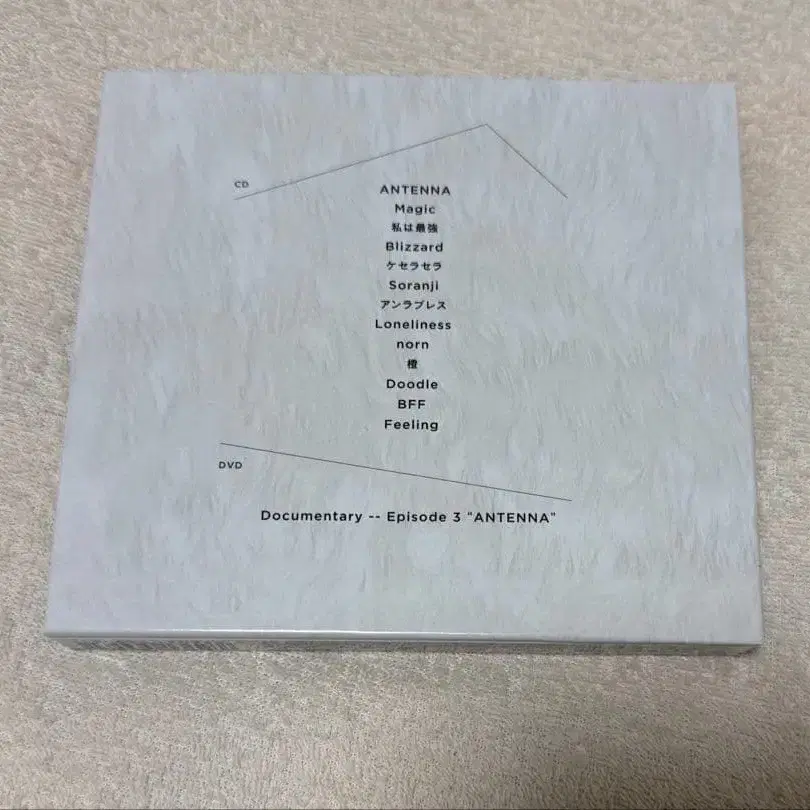 CD
ANTENNA
Magic
私は最強
Blizzard
ケセラセラ
Soranji
アンラブレス
Loneliness
norn
橙
Doodle
BFF
Feeling
DVD
Documentary -- Episode 3 "ANTENNA"